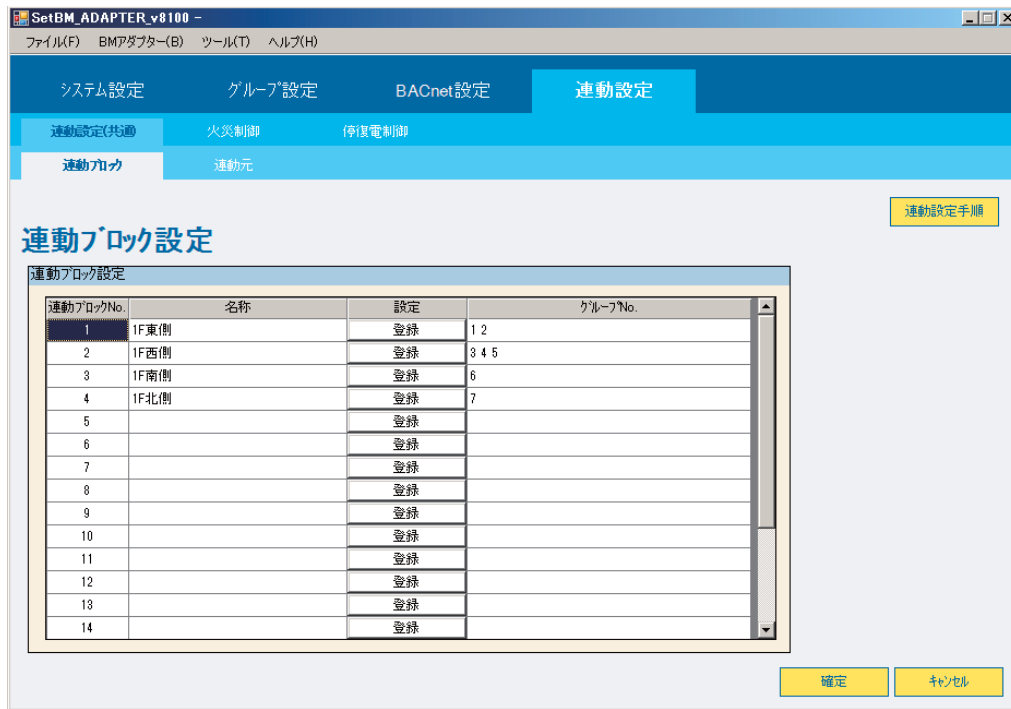 SetBM_ADAPTER_v8100 -
ファイル(F) BMアダプター(B) ツール(T) ヘルプ(H)
システム設定 グループ設定 BACnet設定 連動設定
連動設定(共通) 火災制御 停復電制御
連動ブロック 連動元
連動設定手順
連動ブロック設定
連動ブロック設定
連動ブロックNo. 名称 設定 グループNo.
1 1F東側 登録 1 2
2 1F西側 登録 3 4 5
3 1F南側 登録 6
4 1F北側 登録 7
5 登録
6 登録
7 登録
8 登録
9 登録
10 登録
11 登録
12 登録
13 登録
14 登録
確定 キャンセル